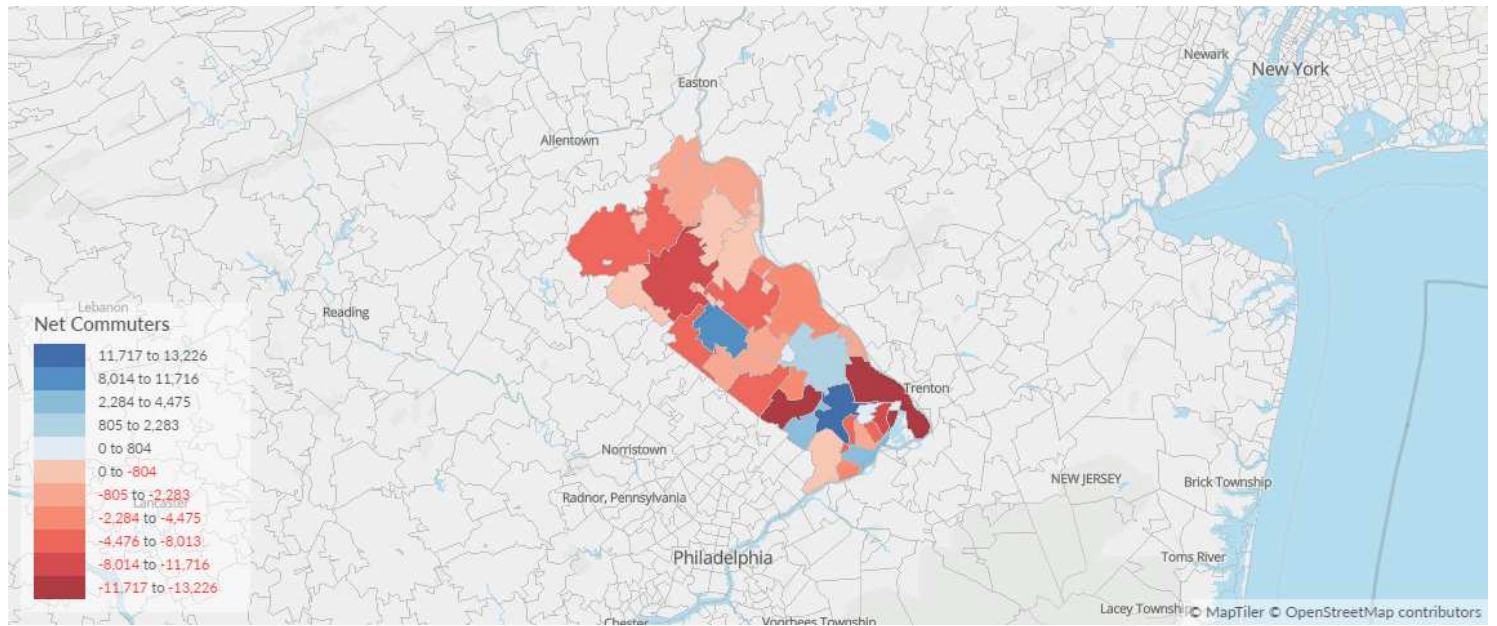 Newark
New York
Easton
Allentown
Lebanon
Reading
Net Commuters
11,717 to 13,226
8,014 to 11,716
2,284 to 4,475
805 to 2,283
0 to 804
0 to -804
-805 to -2,283
-2,284 to -4,475
-4,476 to -8,013
-8,014 to -11,716
-11,717 to -13,226
Lancaster
Trenton
Norristown
Radnor, Pennsylvania
NEW JERSEY
Brick Township
Philadelphia
Toms River
Chester
Voorhees Township
Lacey Township
© MapTiler © OpenStreetMap contributors